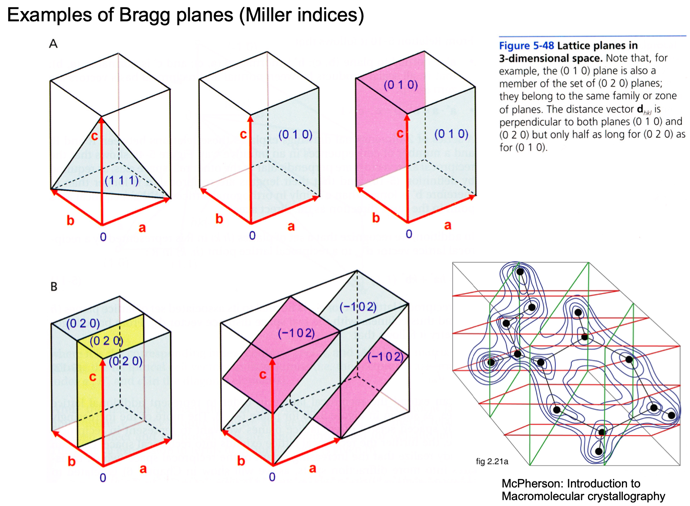 Examples of Bragg planes (Miller indices)
A
Figure 5-48 Lattice planes in
3-dimensional space. Note that, for
example, the (0 1 0) plane is also a
member of the set of (0 2 0) planes;
they belong to the same family or zone
of planes. The distance vector d_hkl is
perpendicular to both planes (0 1 0) and
(0 2 0) but only half as long for (0 2 0) as
for (0 1 0).
c
(1 1 1)
b
a
0
c
(0 1 0)
b
a
0
(0 1 0)
c
(0 1 0)
b
a
0
B
(0 2 0)
(0 2 0)
(0 2 0)
c
b
a
0
(−1 0 2)
(−1 0 2)
(−1 0 2)
c
b
a
0
fig 2.21a
McPherson: Introduction to
Macromolecular crystallography